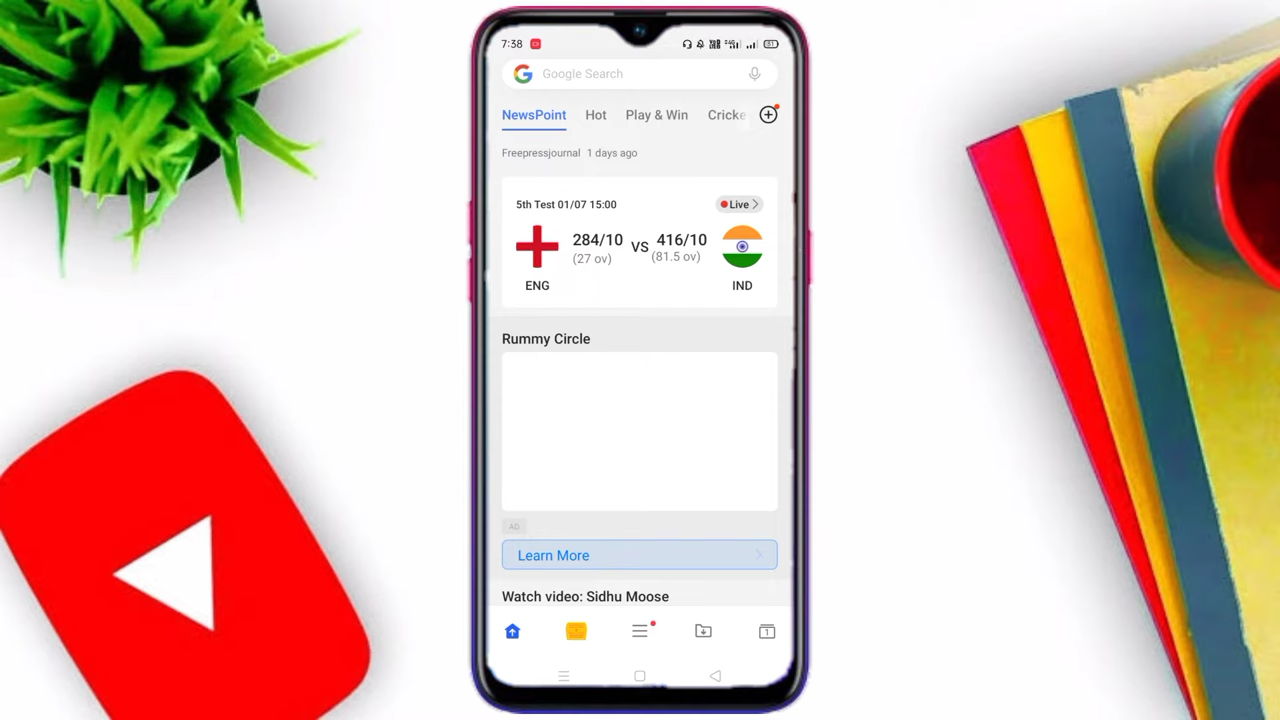 7:38
Google Search
NewsPoint Hot Play & Win Cricke
Freepressjournal 1 days ago
5th Test 01/07 15:00 Live
284/10 VS 416/10
(27 ov) (81.5 ov)
ENG IND
Rummy Circle
AD
Learn More
Watch video: Sidhu Moose
1